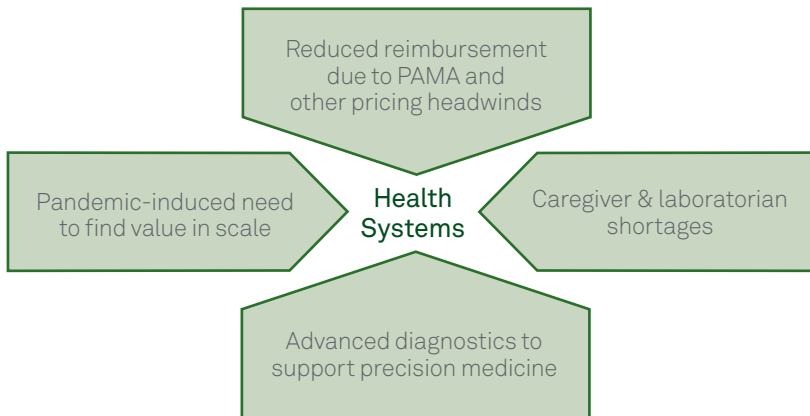 Reduced reimbursement
due to PAMA and
other pricing headwinds
Pandemic-induced need
to find value in scale
Health
Systems
Caregiver & laboratorian
shortages
Advanced diagnostics to
support precision medicine